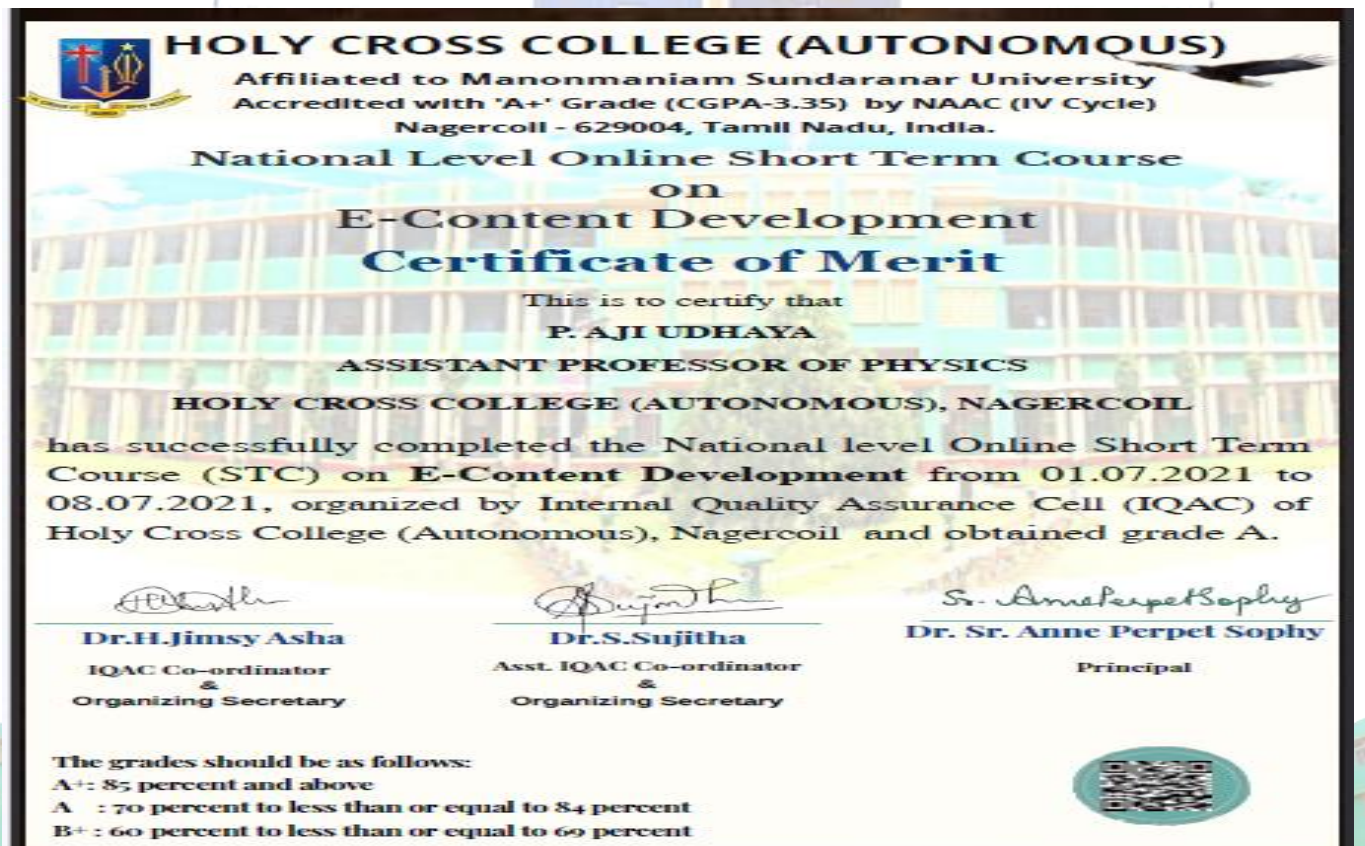 HOLY CROSS COLLEGE (AUTONOMOUS)
Affiliated to Manonmaniam Sundaranar University
Accredited with 'A+' Grade (CGPA-3.35) by NAAC (IV Cycle)
Nagercoil - 629004, Tamil Nadu, India.
National Level Online Short Term Course
on
E-Content Development
Certificate of Merit
This is to certify that
P. AJI UDHAYA
ASSISTANT PROFESSOR OF PHYSICS
HOLY CROSS COLLEGE (AUTONOMOUS), NAGERCOIL
has successfully completed the National level Online Short Term
Course (STC) on E-Content Development from 01.07.2021 to
08.07.2021, organized by Internal Quality Assurance Cell (IQAC) of
Holy Cross College (Autonomous), Nagercoil and obtained grade A.
Sr. AnnePerpetSophy
Dr.H.Jimsy Asha Dr.S.Sujitha Dr. Sr. Anne Perpet Sophy
IQAC Co-ordinator Asst. IQAC Co-ordinator Principal
& &
Organizing Secretary Organizing Secretary
The grades should be as follows:
A+: 85 percent and above
A : 70 percent to less than or equal to 84 percent
B+ : 60 percent to less than or equal to 69 percent